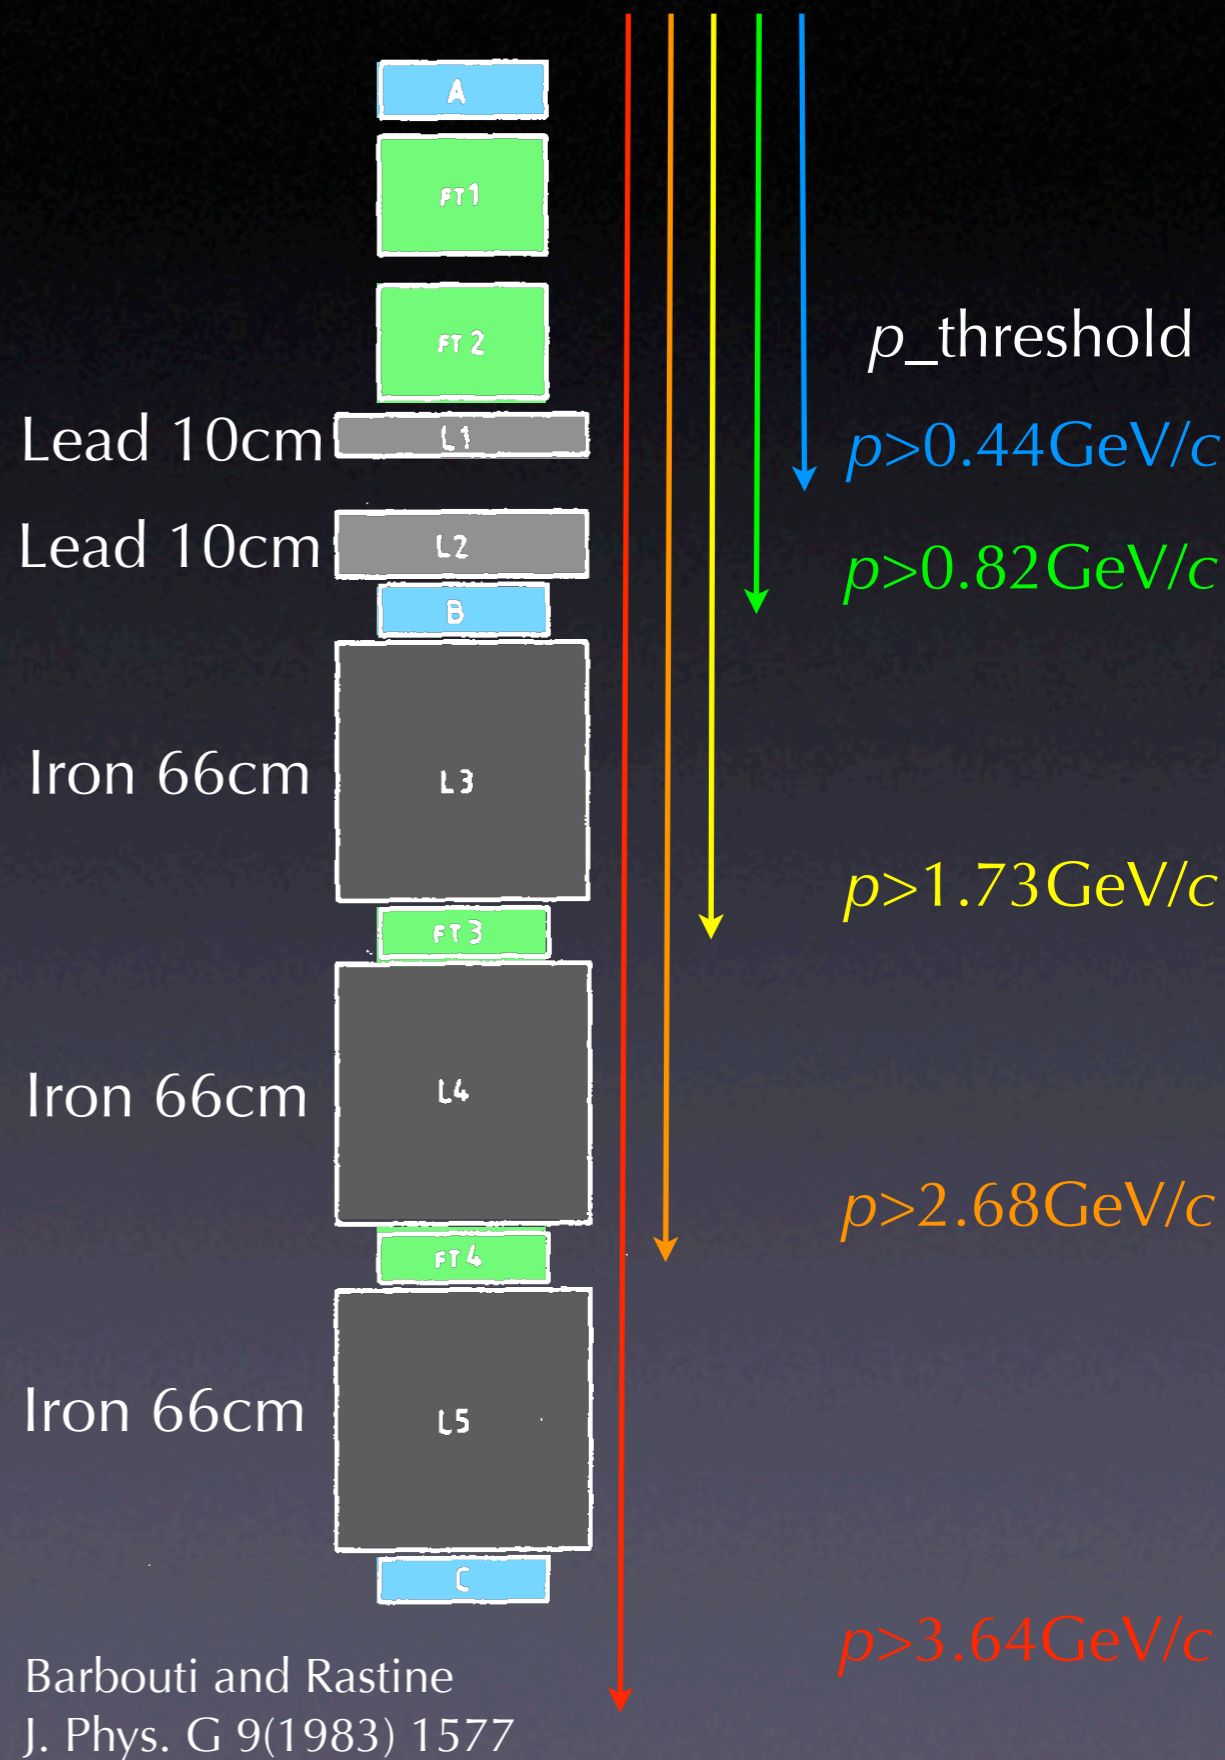 A
FT1
FT2
p_threshold
Lead 10cm
L1
p>0.44GeV/c
Lead 10cm
L2
p>0.82GeV/c
B
Iron 66cm
L3
p>1.73GeV/c
FT3
Iron 66cm
L4
p>2.68GeV/c
FT4
Iron 66cm
L5
C
p>3.64GeV/c
Barbouti and Rastine
J. Phys. G 9(1983) 1577